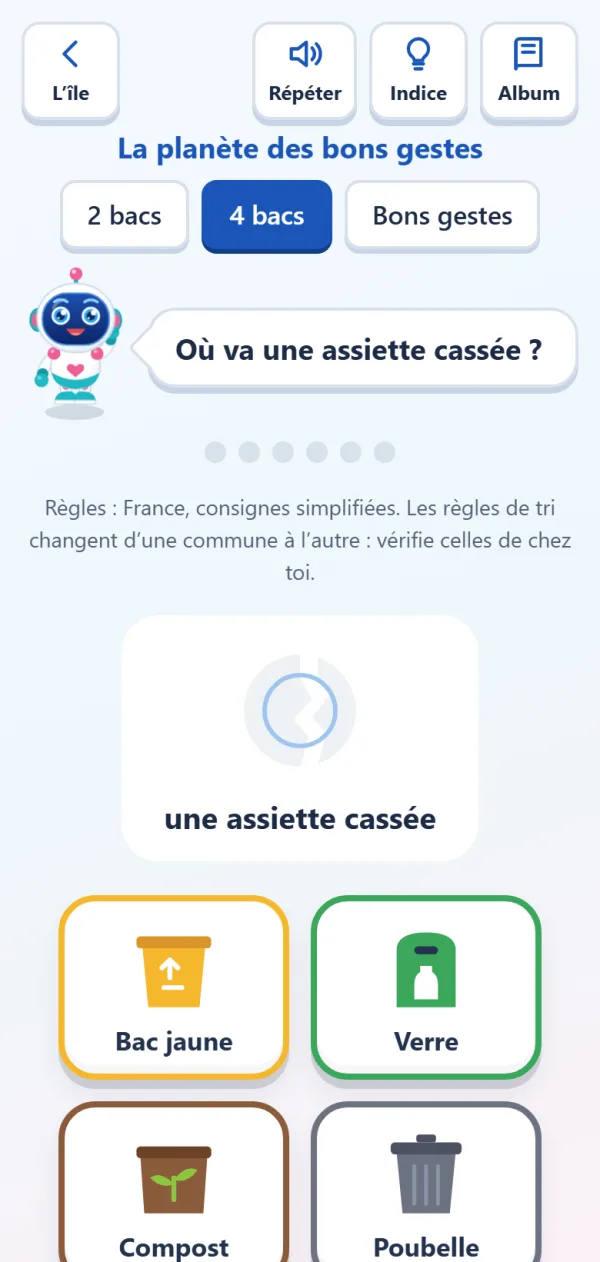 L’île
Répéter
Indice
Album
La planète des bons gestes
2 bacs
4 bacs
Bons gestes
Où va une assiette cassée ?
Règles : France, consignes simplifiées. Les règles de tri
changent d’une commune à l’autre : vérifie celles de chez
toi.
une assiette cassée
Bac jaune
Verre
Compost
Poubelle